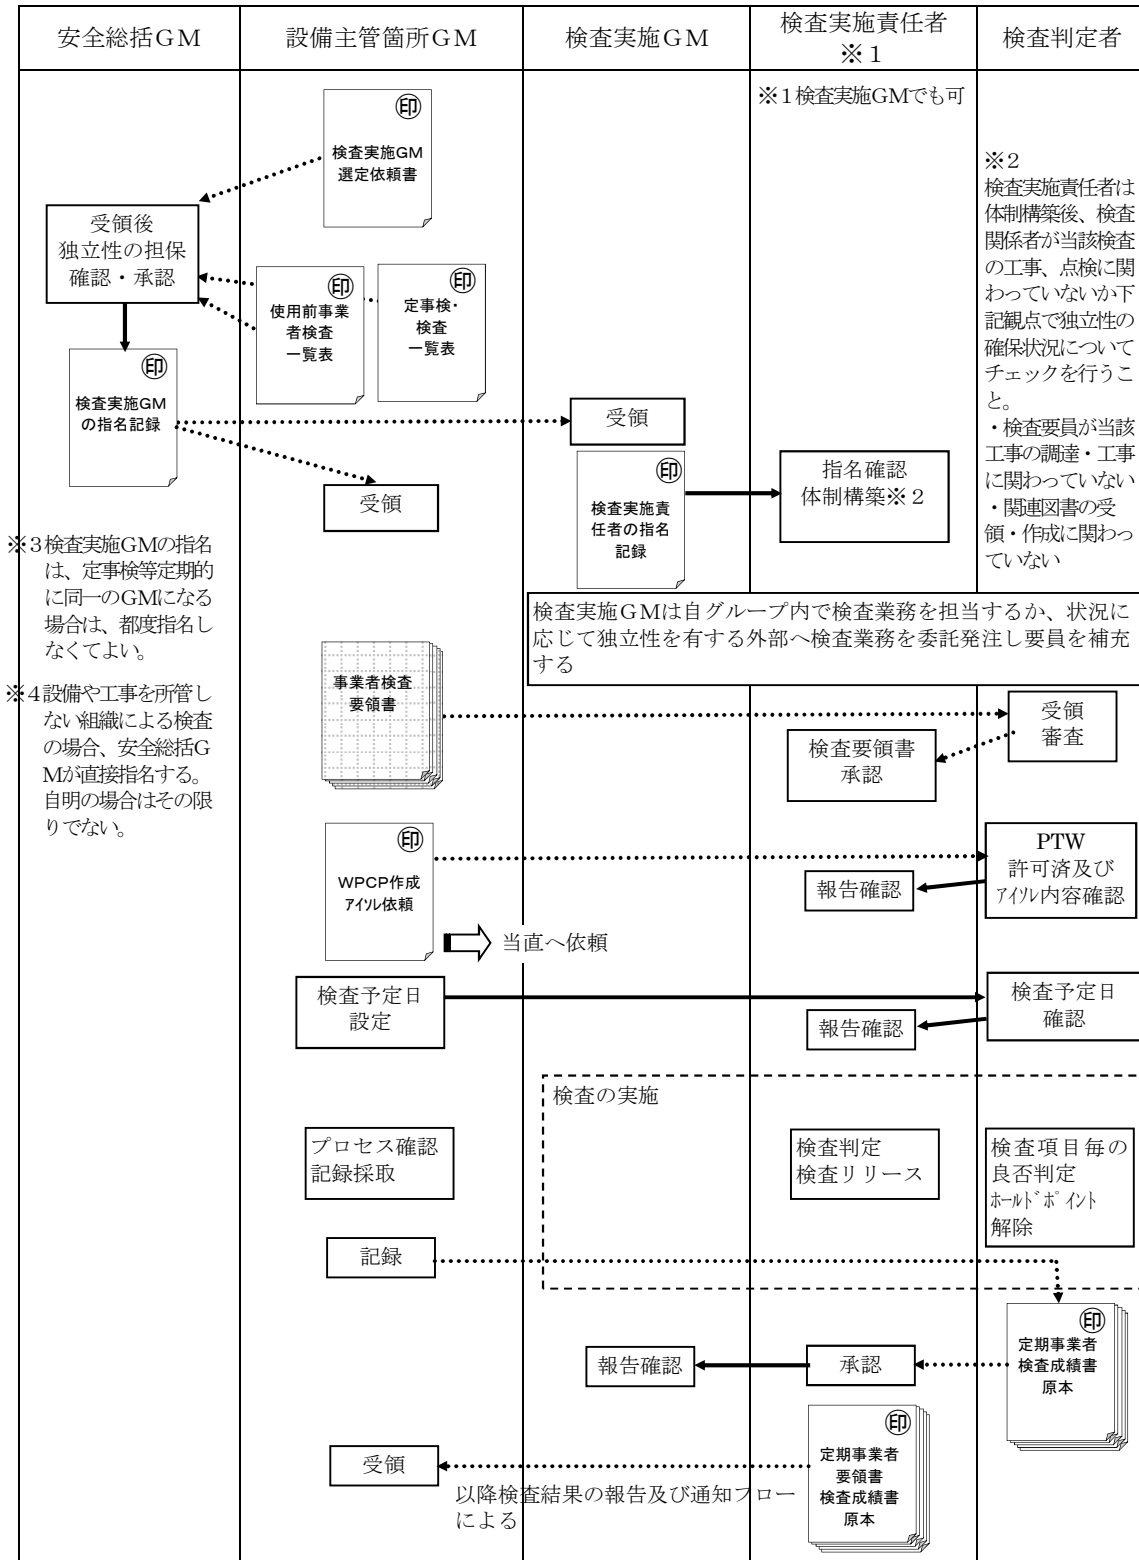 安全総括ＧＭ
設備主管箇所ＧＭ
検査実施ＧＭ
検査実施責任者
※１
検査判定者
※１検査実施GMでも可
印
検査実施GM
選定依頼書
受領後
独立性の担保
確認・承認
印
使用前事業
者検査
一覧表
印
定事検・
検査
一覧表
※２
検査実施責任者は
体制構築後、検査
関係者が当該検査
の工事、点検に関
わっていないか下
記観点で独立性の
確保状況について
チェックを行うこ
と。
・検査要員が当該
工事の調達・工事
に関わっていない
・関連図書の受
領・作成に関わっ
ていない
印
検査実施GM
の指名記録
受領
受領
印
検査実施責
任者の指名
記録
指名確認
体制構築※２
※３検査実施GMの指名
は、定事検等定期的
に同一のGMになる
場合は、都度指名し
なくてよい。
※４設備や工事を所管し
ない組織による検査
の場合、安全総括G
Mが直接指名する。
自明の場合はその限
りでない。
検査実施ＧＭは自グループ内で検査業務を担当するか、状況に
応じて独立性を有する外部へ検査業務を委託発注し要員を補充
する
事業者検査
要領書
受領
審査
検査要領書
承認
印
WPCP作成
ｱｲｿﾚ依頼
当直へ依頼
PTW
許可済及び
ｱｲｿﾚ内容確認
報告確認
検査予定日
設定
検査予定日
確認
報告確認
検査の実施
プロセス確認
記録採取
検査判定
検査リリース
検査項目毎の
良否判定
ﾎｰﾙﾄﾞﾎﾟｲﾝﾄ
解除
記録
印
定期事業者
検査成績書
原本
承認
報告確認
印
定期事業者
要領書
検査成績書
原本
受領
以降検査結果の報告及び通知フロー
による